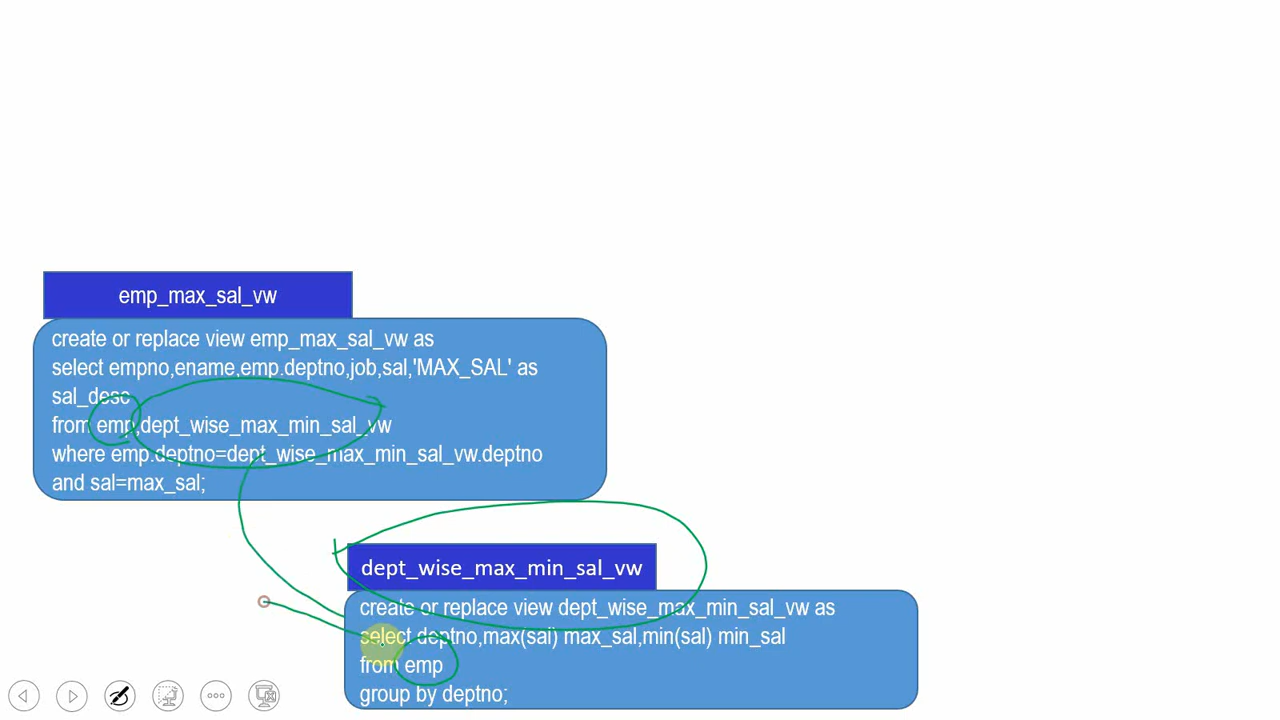 emp_max_sal_vw
create or replace view emp_max_sal_vw as
select empno,ename,emp.deptno,job,sal,'MAX_SAL' as
sal_desc
from emp,dept_wise_max_min_sal_vw
where emp.deptno=dept_wise_max_min_sal_vw.deptno
and sal=max_sal;
dept_wise_max_min_sal_vw
create or replace view dept_wise_max_min_sal_vw as
select deptno,max(sal) max_sal,min(sal) min_sal
from emp
group by deptno;